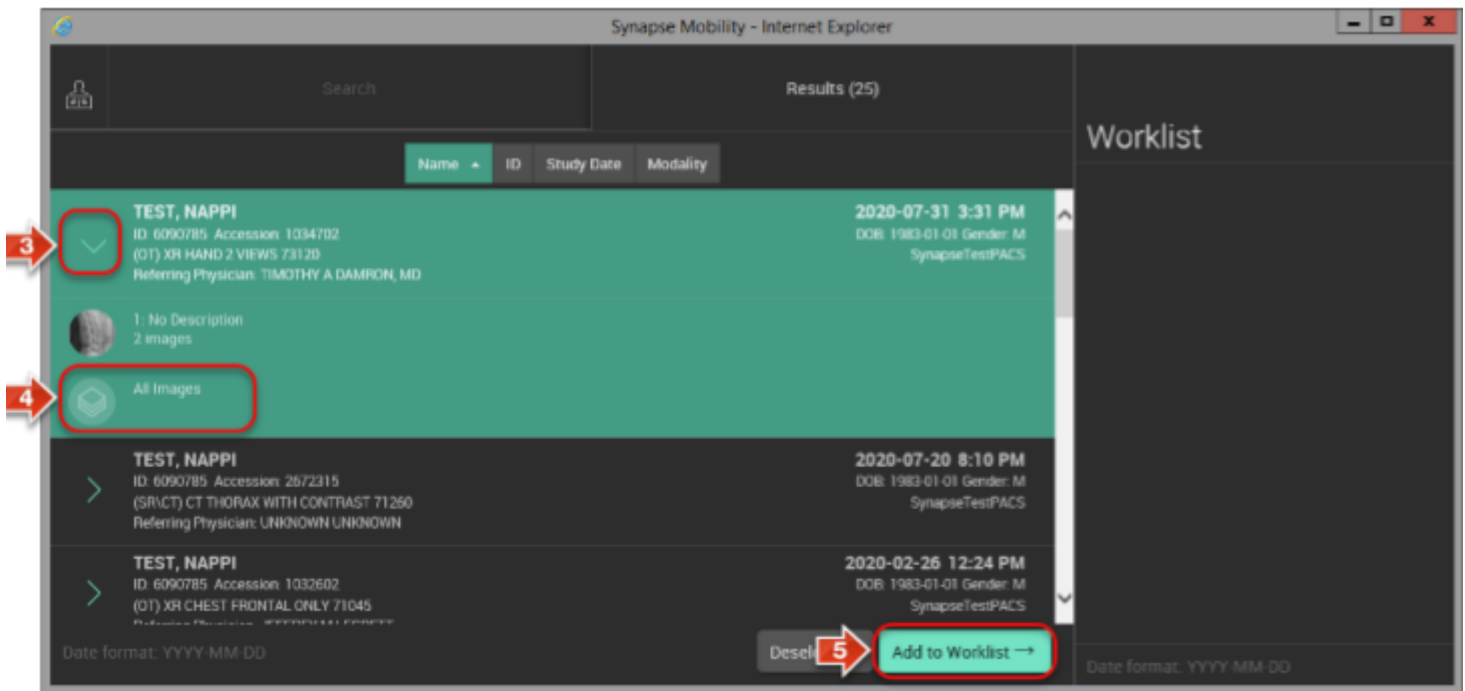 Synapse Mobility - Internet Explorer
Search
Results (25)
Worklist
Name ID Study Date Modality
TEST, NAPPI
2020-07-31 3:31 PM
ID: 6090785 Accession: 1034702
DOB: 1983-01-01 Gender: M
(OT) XR HAND 2 VIEWS 73120
SynapseTestPACS
Referring Physician: TIMOTHY A DAMRON, MD
3
1: No Description
2 images
All Images
4
TEST, NAPPI
2020-07-20 8:10 PM
ID: 6090785 Accession: 2672315
DOB: 1983-01-01 Gender: M
(SR\CT) CT THORAX WITH CONTRAST 71260
SynapseTestPACS
Referring Physician: UNKNOWN UNKNOWN
TEST, NAPPI
2020-02-26 12:24 PM
ID: 6090785 Accession: 1032602
DOB: 1983-01-01 Gender: M
(OT) XR CHEST FRONTAL ONLY 71045
SynapseTestPACS
Date format: YYYY-MM-DD
Desel
5
Add to Worklist →
Date format: YYYY-MM-DD